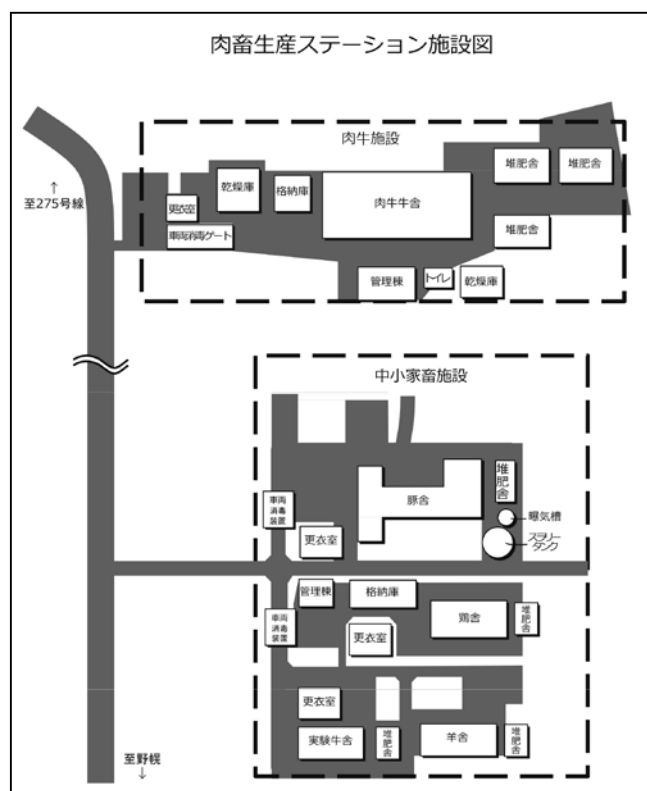 肉畜生産ステーション施設図
肉牛施設
↑
至275号線
更衣室
車両消毒ゲート
乾燥庫
格納庫
肉牛牛舎
堆肥舎
堆肥舎
堆肥舎
管理棟
トイレ
乾燥庫
中小家畜施設
車両
消毒
装置
更衣室
豚舎
堆肥舎
曝気槽
スラリー
タンク
管理棟
格納庫
車両
消毒
装置
更衣室
鶏舎
堆肥舎
更衣室
実験牛舎
堆肥舎
羊舎
堆肥舎
至野幌
↓